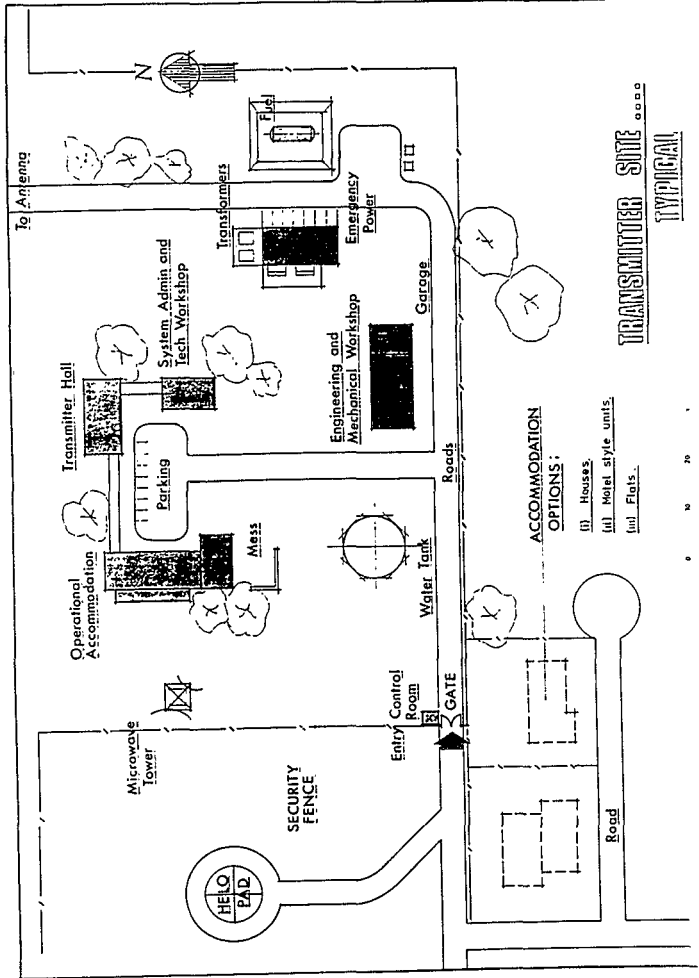 To Antenna
N
Fuel
Transformers
Emergency
Power
System Admin and
Tech Workshop
Transmitter Hall
Parking
Engineering and
Mechanical Workshop
Garage
Operational
Accommodation
Mess
Water Tank
Roads
Microwave
Tower
Entry Control
Room
GATE
SECURITY
FENCE
HELO
PAD
ACCOMMODATION
OPTIONS:
(i) Houses.
(ii) Motel style units.
(iii) Flats.
Road
0 10 20
TRANSMITTER SITE ....
TYPICAL